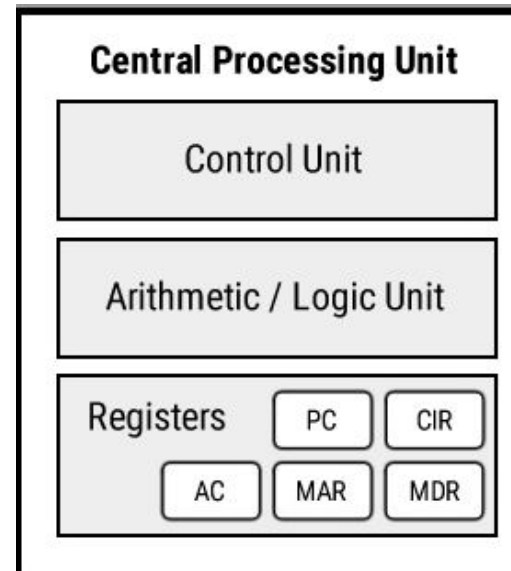 Central Processing Unit
Control Unit
Arithmetic / Logic Unit
Registers PC CIR
AC MAR MDR